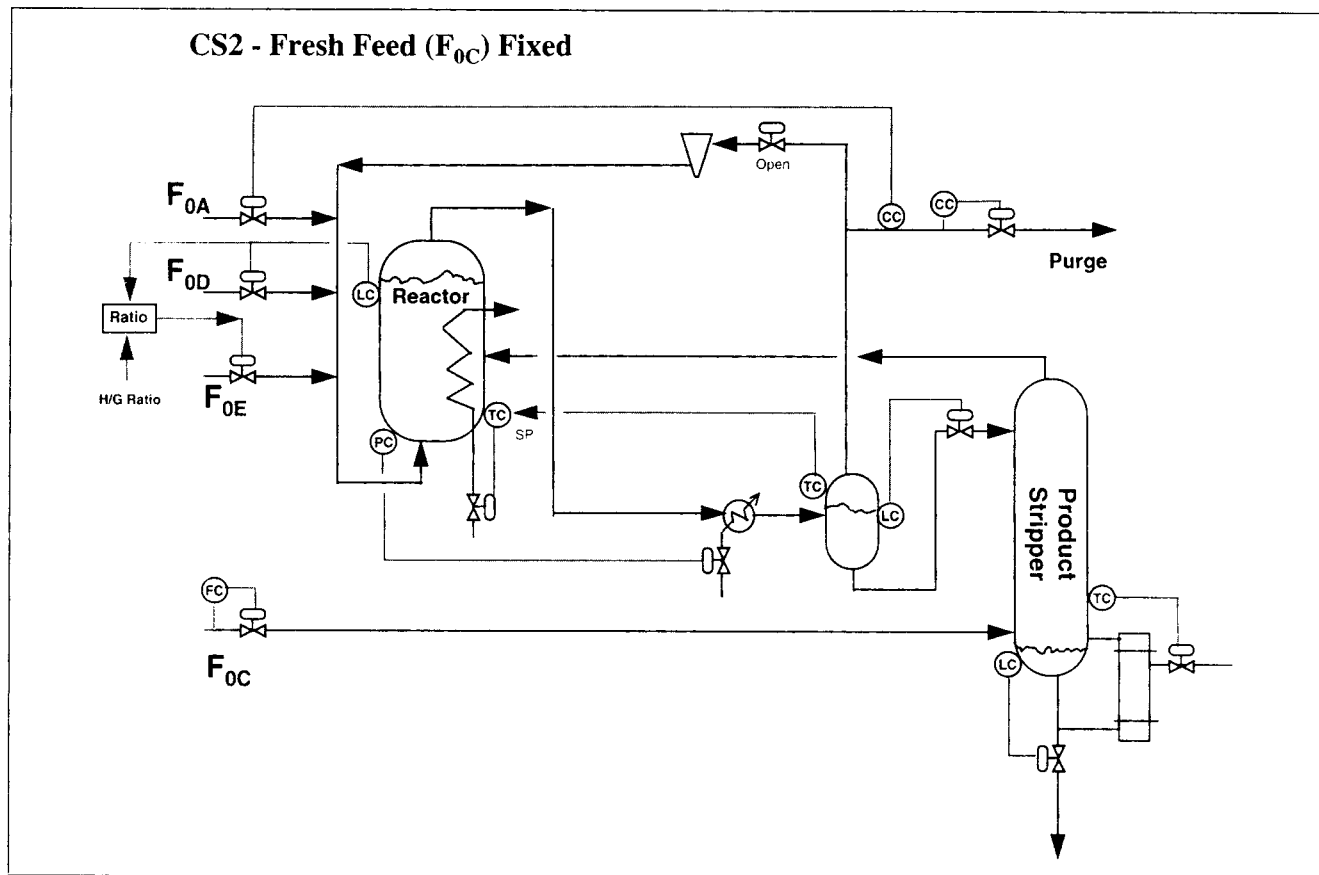 CS2 - Fresh Feed (F0C) Fixed
Open
F0A
CC
CC
Purge
F0D
LC
Reactor
Ratio
H/G Ratio
F0E
TC
SP
PC
TC
LC
Product
Stripper
FC
TC
F0C
LC